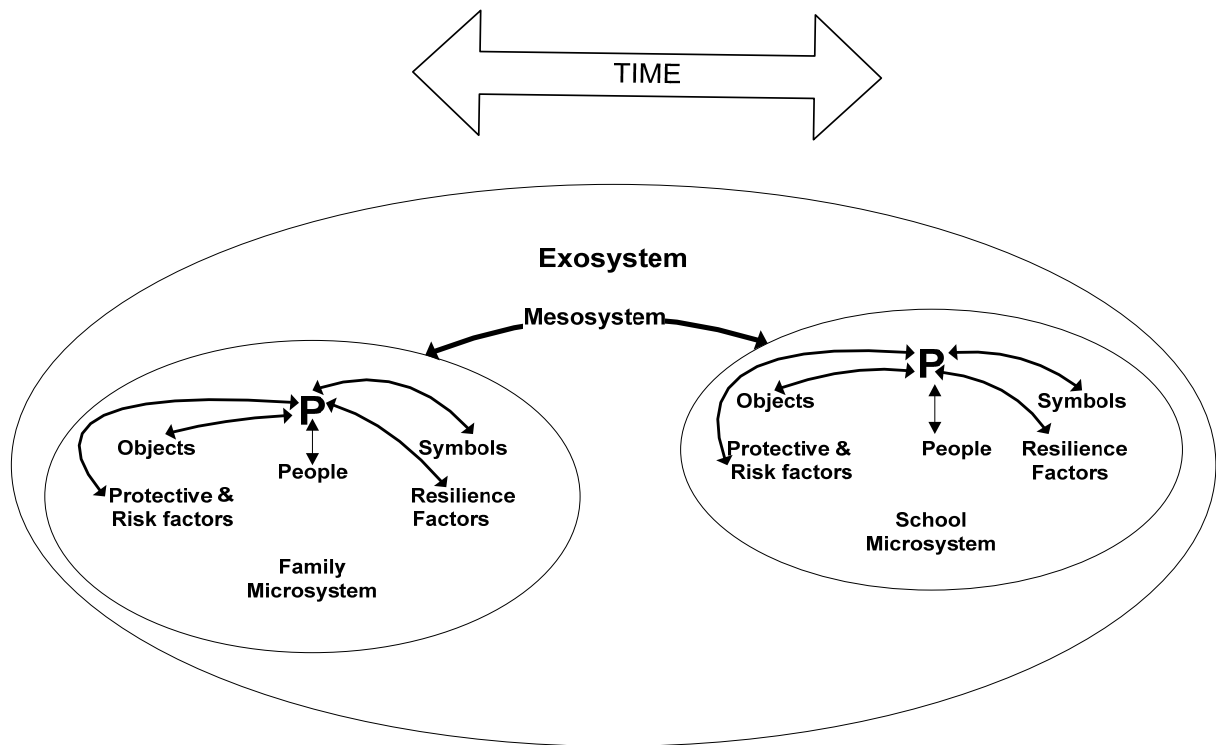 TIME
Exosystem
Mesosystem
P
Objects
Symbols
People
Protective &
Risk factors
Resilience
Factors
Family
Microsystem
P
Objects
Symbols
Protective &
Risk factors
People
Resilience
Factors
School
Microsystem